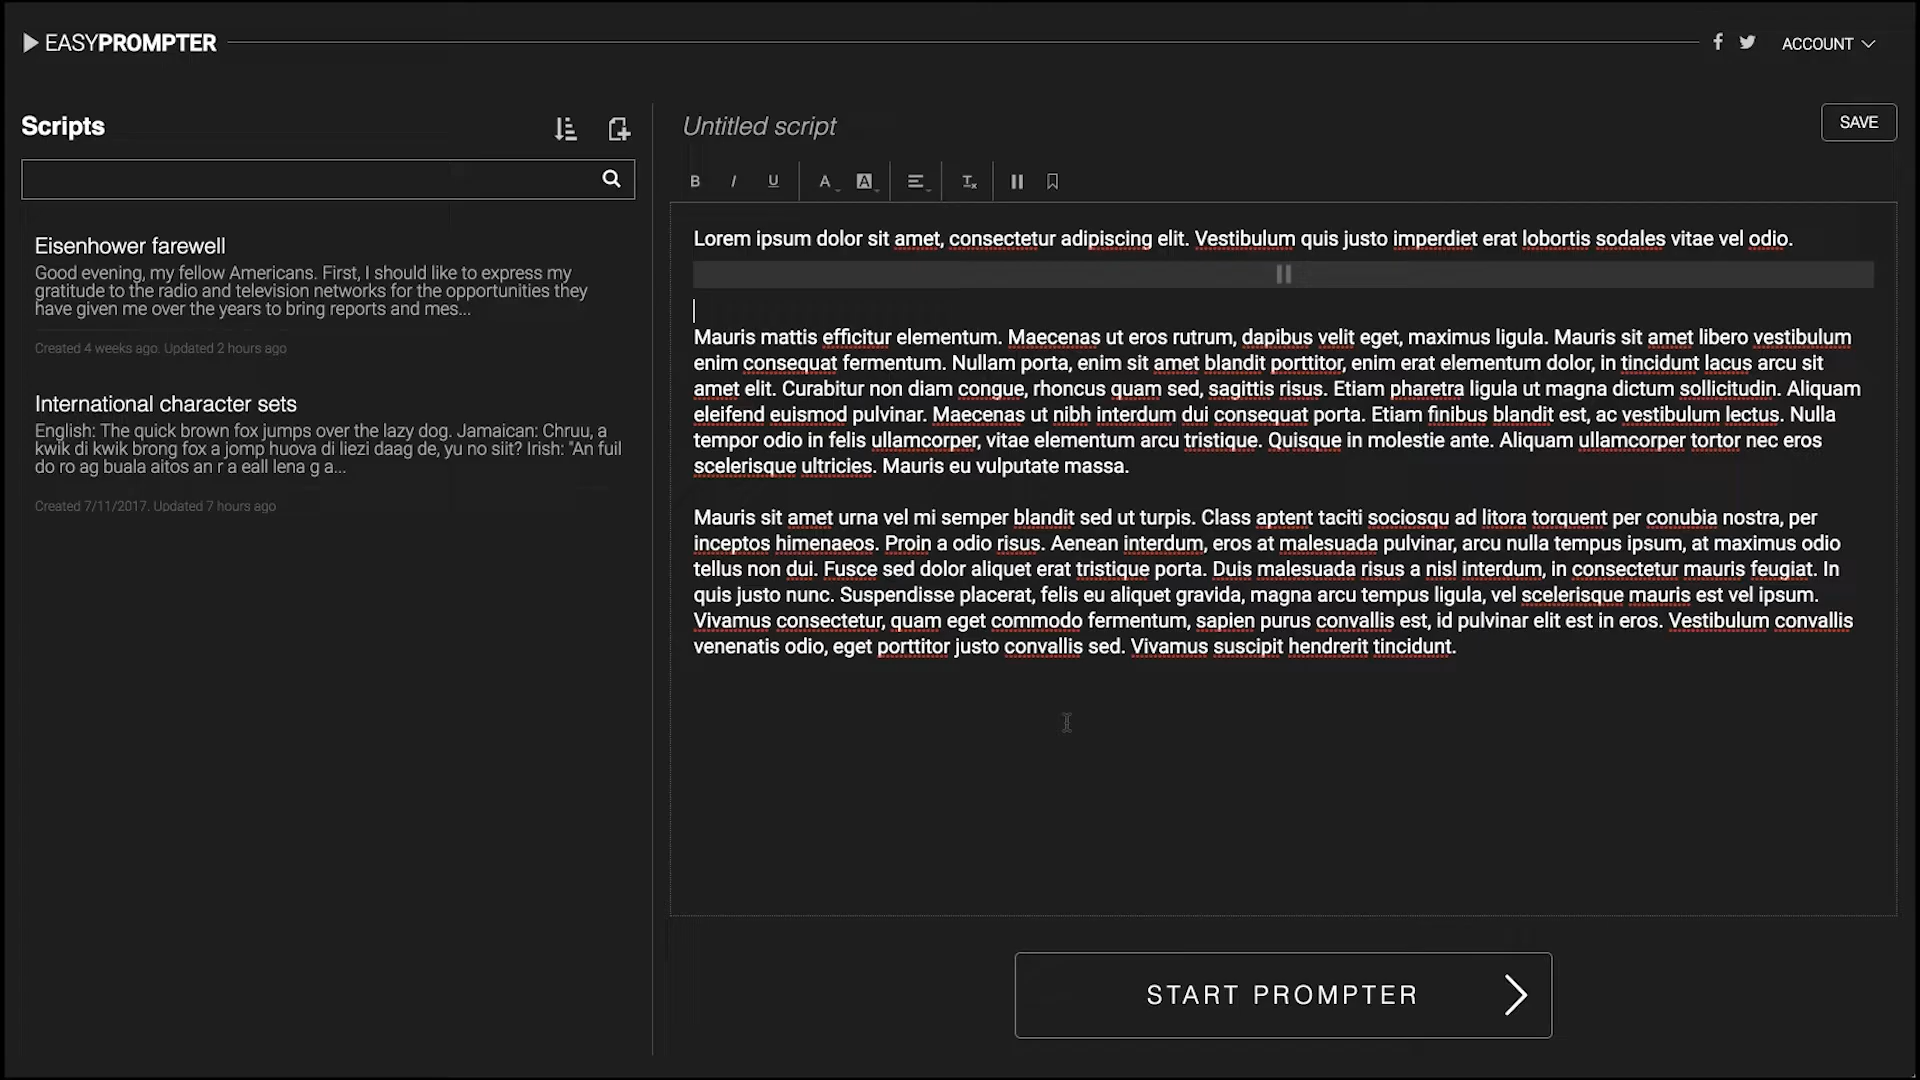 EASYPROMPTER
ACCOUNT
Scripts
Untitled script
SAVE
B I U A A Tx
Eisenhower farewell
Good evening, my fellow Americans. First, I should like to express my
gratitude to the radio and television networks for the opportunities they
have given me over the years to bring reports and mes...
Created 4 weeks ago. Updated 2 hours ago
International character sets
English: The quick brown fox jumps over the lazy dog. Jamaican: Chruu, a
kwik di kwik brong fox a jomp huova di liezi daag de, yu no siit? Irish: "An fuil
do ro ag buala aitos an r a eall lena g a...
Created 7/11/2017. Updated 7 hours ago
Lorem ipsum dolor sit amet, consectetur adipiscing elit. Vestibulum quis justo imperdiet erat lobortis sodales vitae vel odio.
Mauris mattis efficitur elementum. Maecenas ut eros rutrum, dapibus velit eget, maximus ligula. Mauris sit amet libero vestibulum
enim consequat fermentum. Nullam porta, enim sit amet blandit porttitor, enim erat elementum dolor, in tincidunt lacus arcu sit
amet elit. Curabitur non diam congue, rhoncus quam sed, sagittis risus. Etiam pharetra ligula ut magna dictum sollicitudin. Aliquam
eleifend euismod pulvinar. Maecenas ut nibh interdum dui consequat porta. Etiam finibus blandit est, ac vestibulum lectus. Nulla
tempor odio in felis ullamcorper, vitae elementum arcu tristique. Quisque in molestie ante. Aliquam ullamcorper tortor nec eros
scelerisque ultricies. Mauris eu vulputate massa.
Mauris sit amet urna vel mi semper blandit sed ut turpis. Class aptent taciti sociosqu ad litora torquent per conubia nostra, per
inceptos himenaeos. Proin a odio risus. Aenean interdum, eros at malesuada pulvinar, arcu nulla tempus ipsum, at maximus odio
tellus non dui. Fusce sed dolor aliquet erat tristique porta. Duis malesuada risus a nisl interdum, in consectetur mauris feugiat. In
quis justo nunc. Suspendisse placerat, felis eu aliquet gravida, magna arcu tempus ligula, vel scelerisque mauris est vel ipsum.
Vivamus consectetur, quam eget commodo fermentum, sapien purus convallis est, id pulvinar elit est in eros. Vestibulum convallis
venenatis odio, eget porttitor justo convallis sed. Vivamus suscipit hendrerit tincidunt.
START PROMPTER